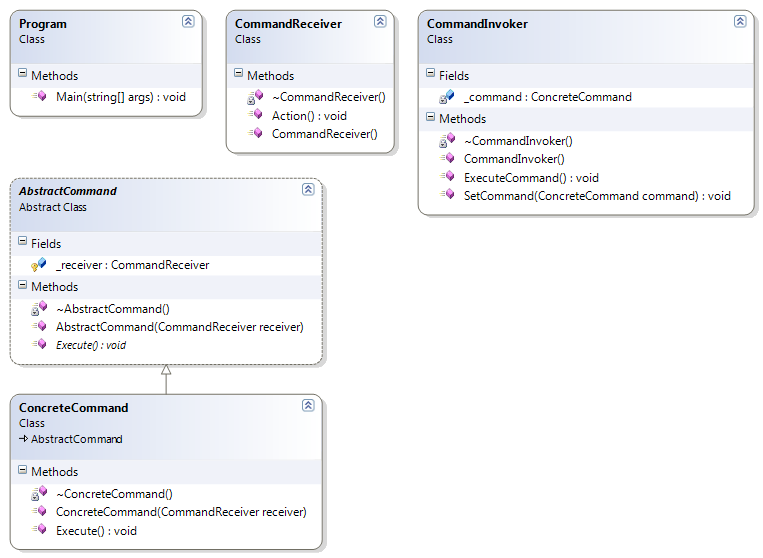 Program
Class
Methods
Main(string[] args) : void
CommandReceiver
Class
Methods
~CommandReceiver()
Action() : void
CommandReceiver()
CommandInvoker
Class
Fields
_command : ConcreteCommand
Methods
~CommandInvoker()
CommandInvoker()
ExecuteCommand() : void
SetCommand(ConcreteCommand command) : void
AbstractCommand
Abstract Class
Fields
_receiver : CommandReceiver
Methods
~AbstractCommand()
AbstractCommand(CommandReceiver receiver)
Execute() : void
ConcreteCommand
Class
AbstractCommand
Methods
~ConcreteCommand()
ConcreteCommand(CommandReceiver receiver)
Execute() : void